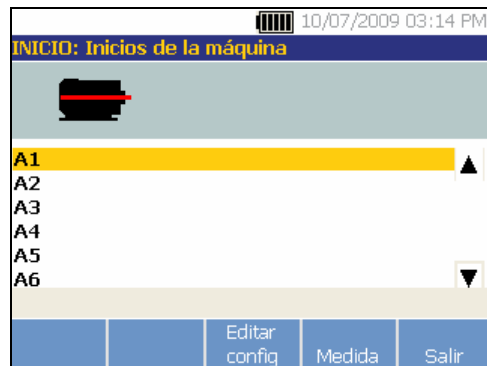 10/07/2009 03:14 PM
INICIO: Inicios de la máquina
A1
A2
A3
A4
A5
A6
Editar
config
Medida
Salir